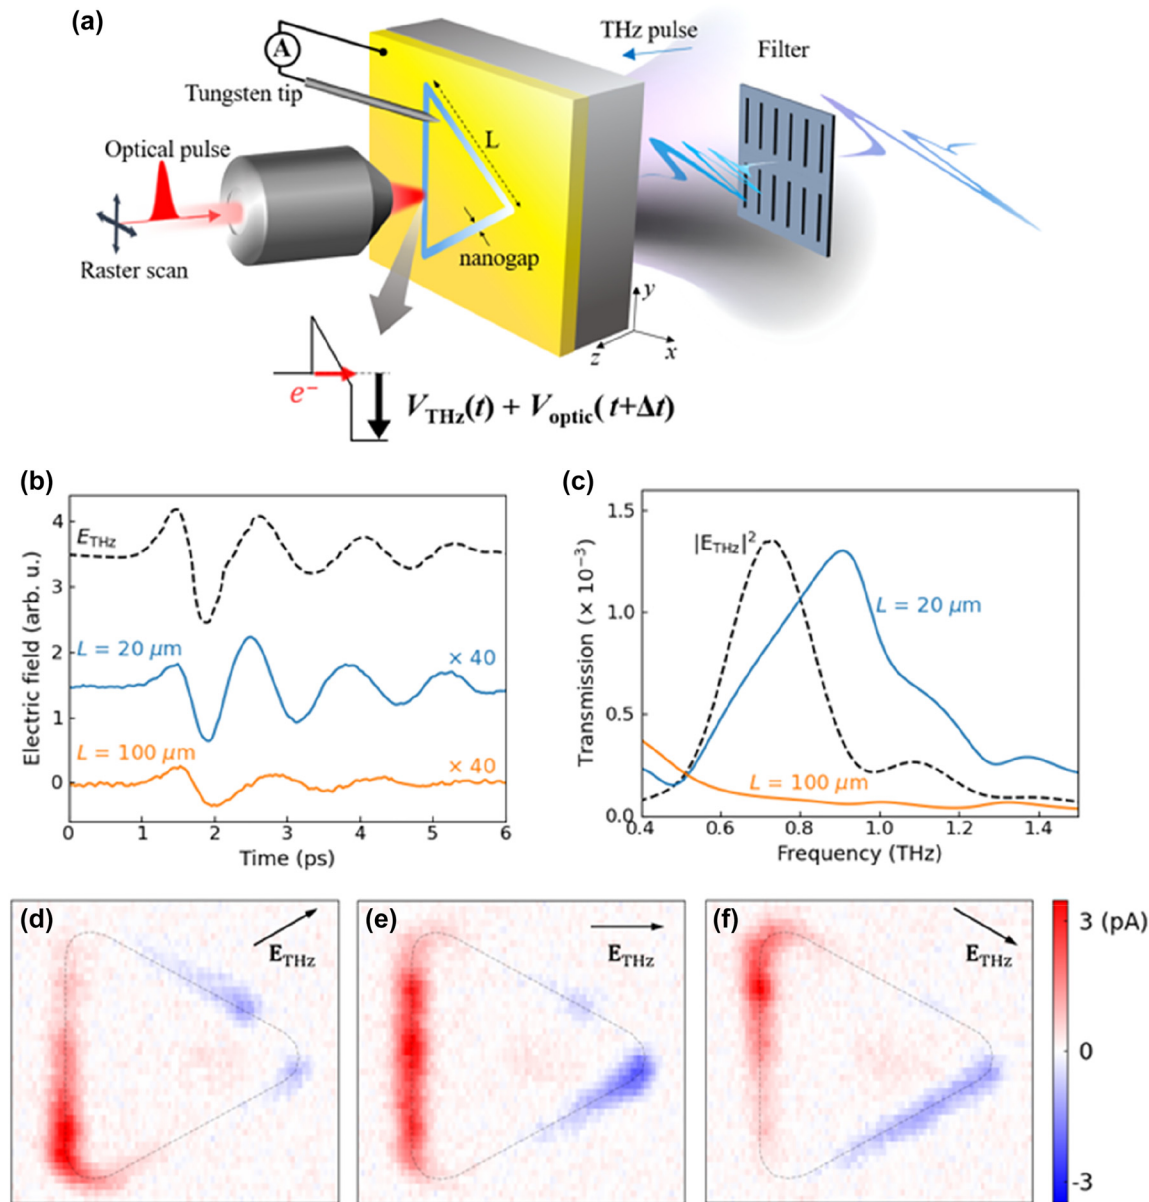 (a)
THz pulse
Filter
A
Tungsten tip
L
Optical pulse
Raster scan
nanogap
y
x
z
e⁻
V_THz(t) + V_optic(t+Δt)
(b)
Electric field (arb. u.)
4
3
2
1
0
E_THz
L = 20 μm
× 40
L = 100 μm
× 40
0 1 2 3 4 5 6
Time (ps)
(c)
Transmission (× 10⁻³)
1.5
1.0
0.5
0.0
|E_THz|²
L = 20 μm
L = 100 μm
0.4 0.6 0.8 1.0 1.2 1.4
Frequency (THz)
(d)
E_THz
(e)
E_THz
(f)
E_THz
3 (pA)
0
-3